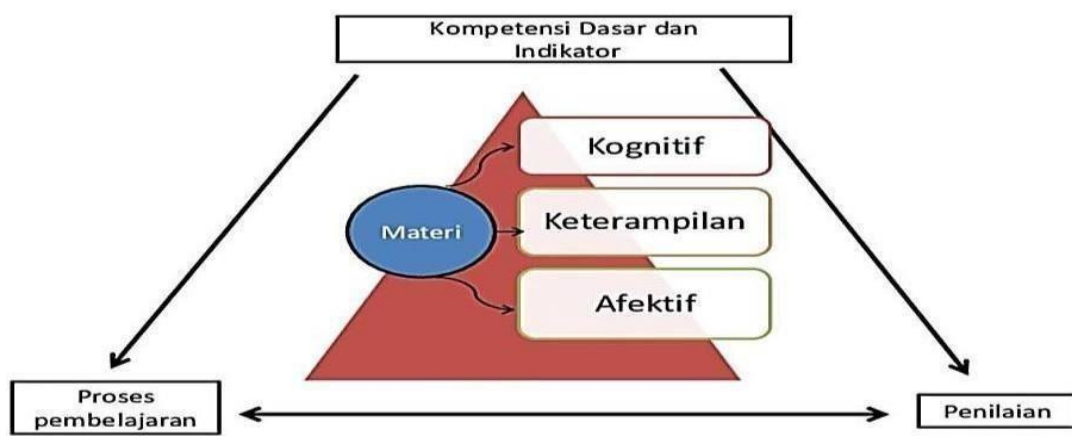 Kompetensi Dasar dan
Indikator
Kognitif
Materi
Keterampilan
Afektif
Proses
pembelajaran
Penilaian